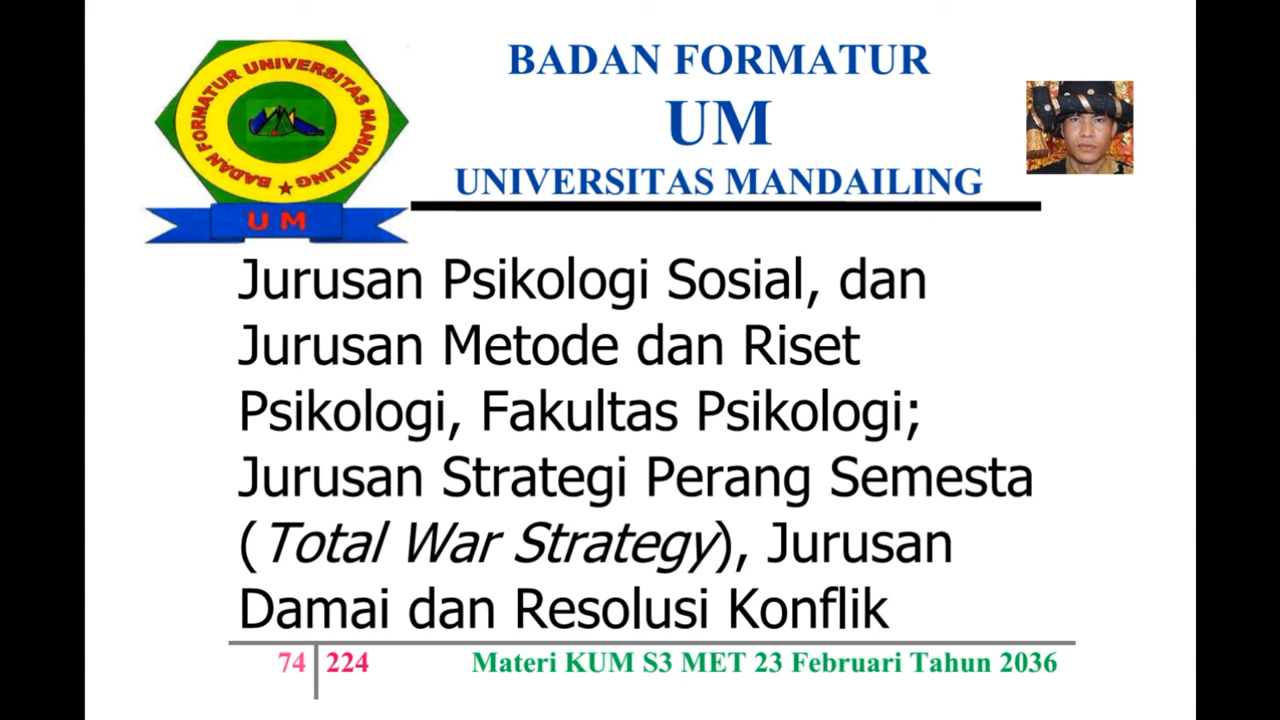 BADAN FORMATUR UNIVERSITAS MANDAILING
U M
BADAN FORMATUR
UM
UNIVERSITAS MANDAILING
Jurusan Psikologi Sosial, dan
Jurusan Metode dan Riset
Psikologi, Fakultas Psikologi;
Jurusan Strategi Perang Semesta
(Total War Strategy), Jurusan
Damai dan Resolusi Konflik
74 224 Materi KUM S3 MET 23 Februari Tahun 2036